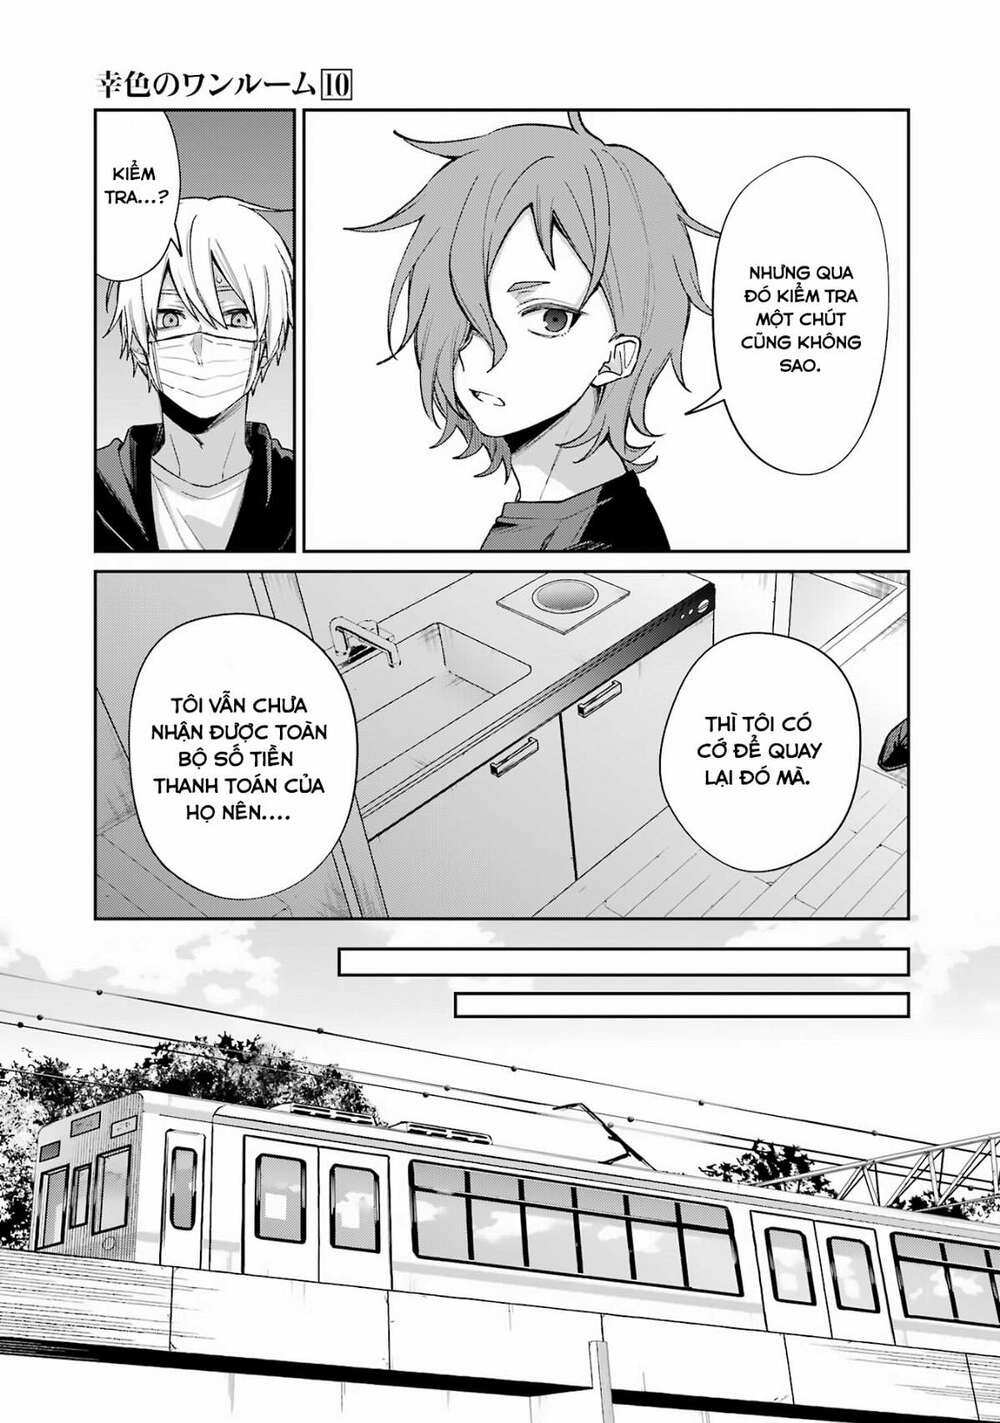 幸色のワンルーム10
NHƯNG QUA
ĐÓ KIỂM TRA
MỘT CHÚT
CŨNG KHÔNG
SAO.
KIỂM
TRA...?
THÌ TÔI CÓ
CỚ ĐỂ QUAY
LẠI ĐÓ MÀ.
TÔI VẪN CHƯA
NHẬN ĐƯỢC TOÀN
BỘ SỐ TIỀN
THANH TOÁN CỦA
HỌ NÊN....